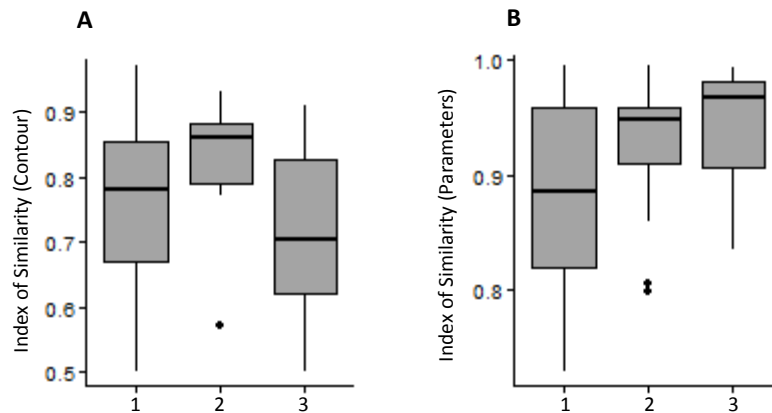 A
Index of Similarity (Contour)
0.9
0.8
0.7
0.6
0.5
1 2 3
B
Index of Similarity (Parameters)
1.0
0.9
0.8
1 2 3